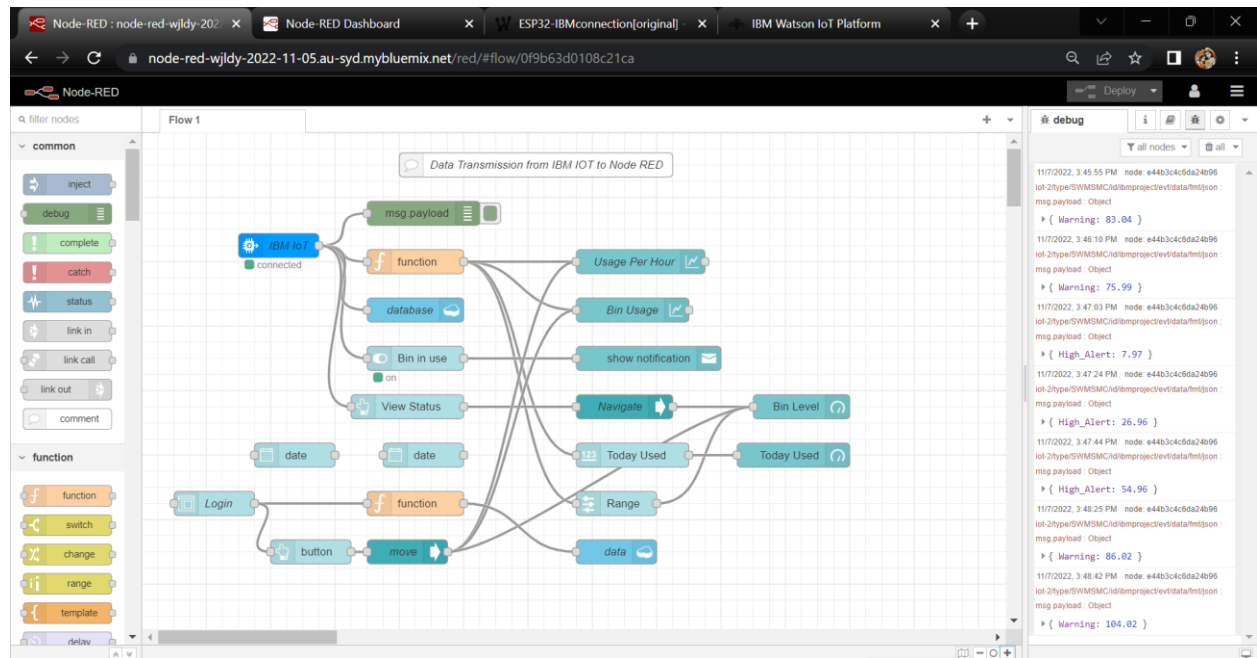 Node-RED : node-red-wjldy-202
Node-RED Dashboard
ESP32-IBMconnection[original] -
IBM Watson IoT Platform
node-red-wjldy-2022-11-05.au-syd.mybluemix.net/red/#flow/0f9b63d0108c21ca
Node-RED
Deploy
filter nodes
common
inject
debug
complete
catch
status
link in
link call
link out
comment
function
function
switch
change
range
template
delay
Flow 1
Data Transmission from IBM IOT to Node RED
msg.payload
IBM IoT
connected
function
Usage Per Hour
database
Bin Usage
Bin in use
on
show notification
View Status
Navigate
Bin Level
date
date
123
Today Used
Today Used
Login
function
Range
button
move
data
debug
i
all nodes
all
11/7/2022, 3:45:55 PM node: e44b3c4c6da24b96
iot-2/type/SWMSMC/id/ibmproject/evt/data/fmt/json :
msg.payload : Object
{ Warning: 83.04 }
11/7/2022, 3:46:10 PM node: e44b3c4c6da24b96
iot-2/type/SWMSMC/id/ibmproject/evt/data/fmt/json :
msg.payload : Object
{ Warning: 75.99 }
11/7/2022, 3:47:03 PM node: e44b3c4c6da24b96
iot-2/type/SWMSMC/id/ibmproject/evt/data/fmt/json :
msg.payload : Object
{ High_Alert: 7.97 }
11/7/2022, 3:47:24 PM node: e44b3c4c6da24b96
iot-2/type/SWMSMC/id/ibmproject/evt/data/fmt/json :
msg.payload : Object
{ High_Alert: 26.96 }
11/7/2022, 3:47:44 PM node: e44b3c4c6da24b96
iot-2/type/SWMSMC/id/ibmproject/evt/data/fmt/json :
msg.payload : Object
{ High_Alert: 54.96 }
11/7/2022, 3:48:25 PM node: e44b3c4c6da24b96
iot-2/type/SWMSMC/id/ibmproject/evt/data/fmt/json :
msg.payload : Object
{ Warning: 86.02 }
11/7/2022, 3:48:42 PM node: e44b3c4c6da24b96
iot-2/type/SWMSMC/id/ibmproject/evt/data/fmt/json :
msg.payload : Object
{ Warning: 104.02 }